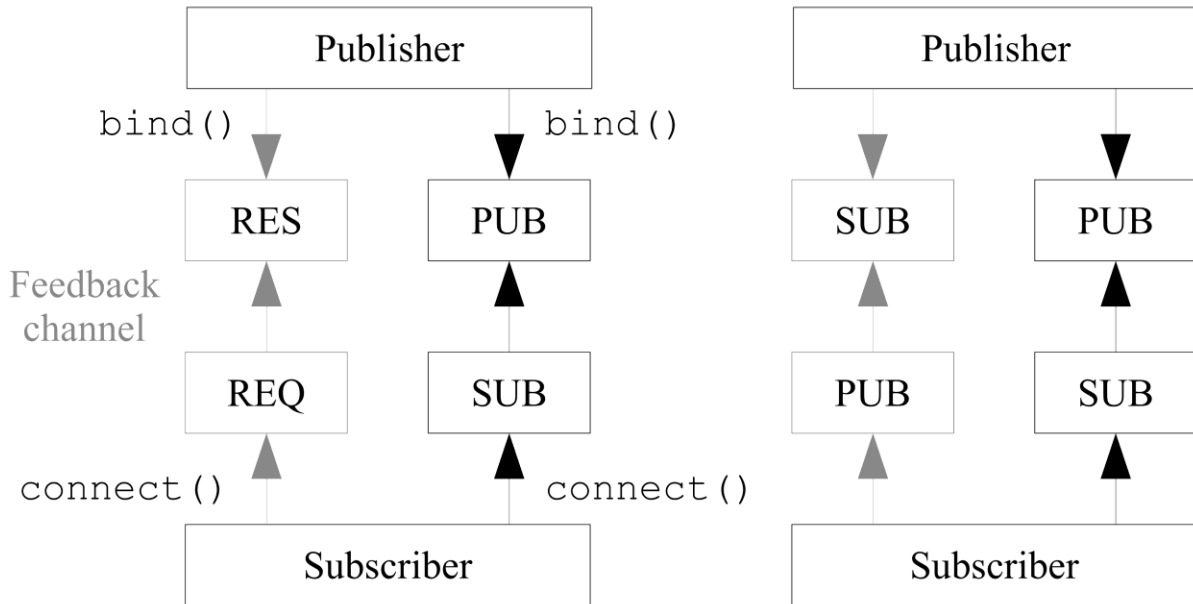 Publisher
Publisher
bind()
bind()
RES
PUB
SUB
PUB
Feedback
channel
REQ
SUB
PUB
SUB
connect()
connect()
Subscriber
Subscriber